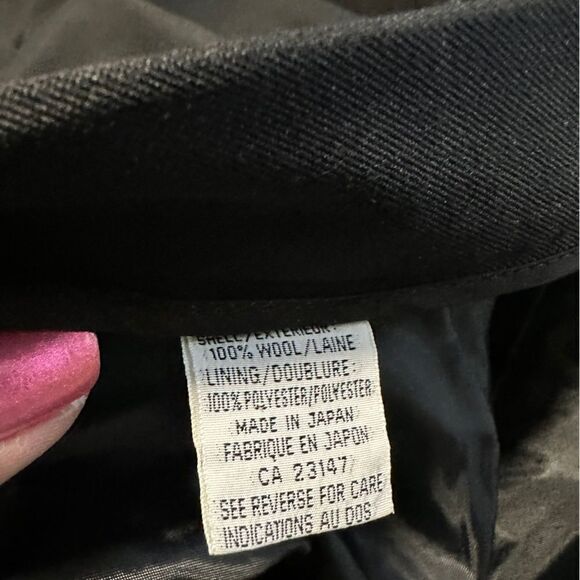 SHELL/EXTERIEUR:
100% WOOL/LAINE
LINING/DOUBLURE:
100% POLYESTER/POLYESTER
MADE IN JAPAN
FABRIQUE EN JAPON
CA 23147
SEE REVERSE FOR CARE
INDICATIONS AU DOS